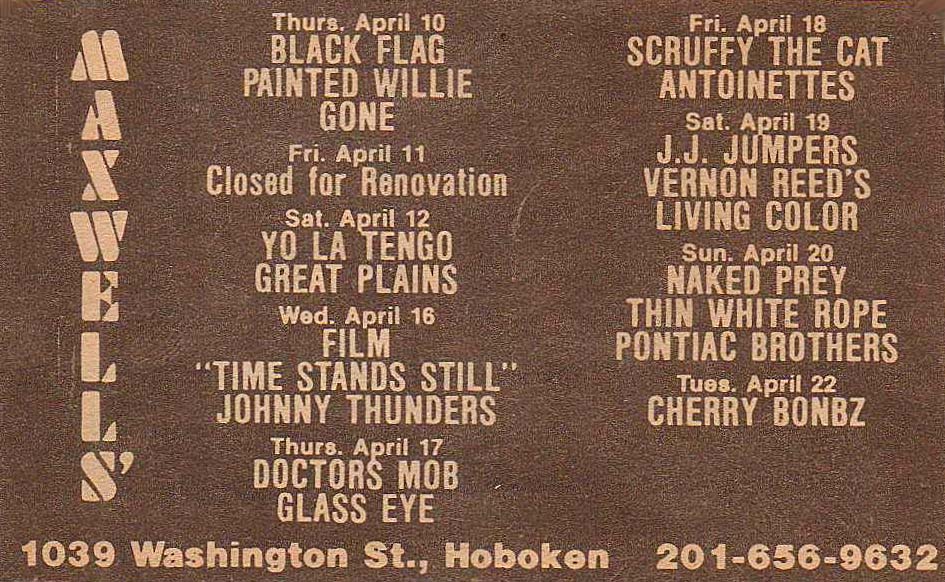 MAXWELLS'
Thurs. April 10
BLACK FLAG
PAINTED WILLIE
GONE
Fri. April 11
Closed for Renovation
Sat. April 12
YO LA TENGO
GREAT PLAINS
Wed. April 16
FILM
"TIME STANDS STILL"
JOHNNY THUNDERS
Thurs. April 17
DOCTORS MOB
GLASS EYE
Fri. April 18
SCRUFFY THE CAT
ANTOINETTES
Sat. April 19
J.J. JUMPERS
VERNON REED'S
LIVING COLOR
Sun. April 20
NAKED PREY
THIN WHITE ROPE
PONTIAC BROTHERS
Tues. April 22
CHERRY BONBZ
1039 Washington St., Hoboken 201-656-9632